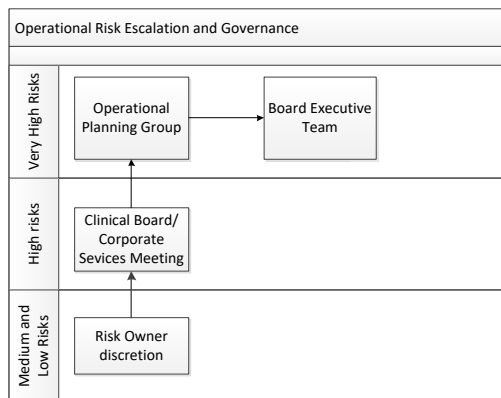 Operational Risk Escalation and Governance
Very High Risks
Operational
Planning Group
Board Executive
Team
High risks
Clinical Board/
Corporate
Sevices Meeting
Medium and
Low Risks
Risk Owner
discretion